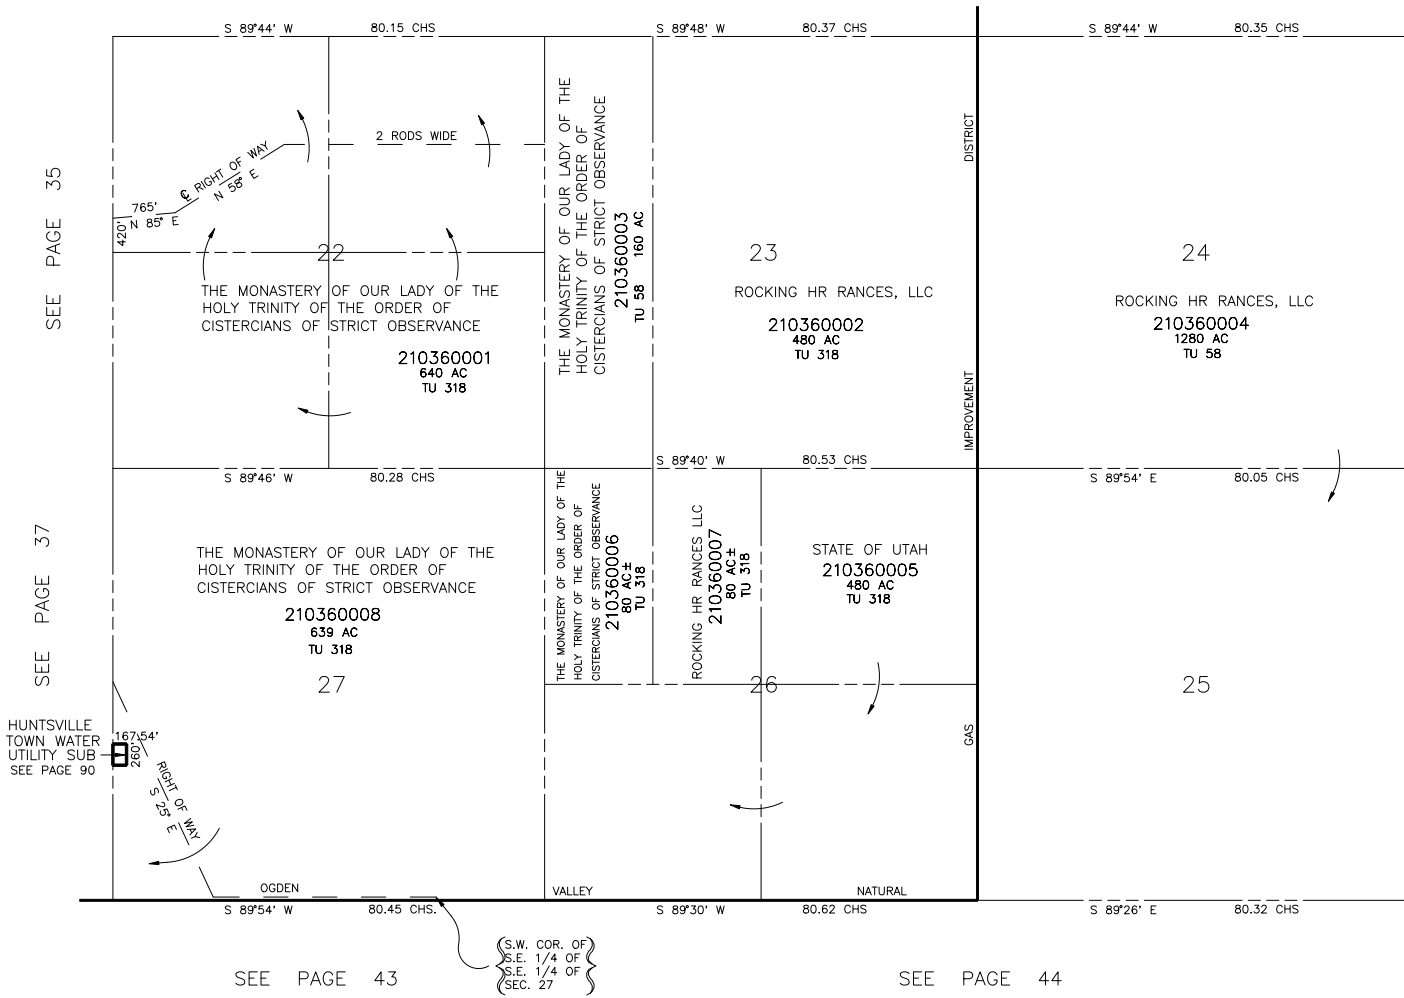 S 89°44' W
80.15 CHS
S 89°48' W
80.37 CHS
S 89°44' W
80.35 CHS
SEE PAGE 35
2 RODS WIDE
℄ RIGHT OF WAY
N 58° E
765'
N 85° E
420'
22
THE MONASTERY OF OUR LADY OF THE
HOLY TRINITY OF THE ORDER OF
CISTERCIANS OF STRICT OBSERVANCE
210360001
640 AC
TU 318
THE MONASTERY OF OUR LADY OF THE
HOLY TRINITY OF THE ORDER OF
CISTERCIANS OF STRICT OBSERVANCE
210360003
TU 58 160 AC
23
ROCKING HR RANCES, LLC
210360002
480 AC
TU 318
DISTRICT
IMPROVEMENT
24
ROCKING HR RANCES, LLC
210360004
1280 AC
TU 58
S 89°46' W
80.28 CHS
S 89°40' W
80.53 CHS
S 89°54' E
80.05 CHS
SEE PAGE 37
THE MONASTERY OF OUR LADY OF THE
HOLY TRINITY OF THE ORDER OF
CISTERCIANS OF STRICT OBSERVANCE
210360008
639 AC
TU 318
27
THE MONASTERY OF OUR LADY OF THE
HOLY TRINITY OF THE ORDER OF
CISTERCIANS OF STRICT OBSERVANCE
210360006
80 AC±
TU 318
ROCKING HR RANCES LLC
210360007
80 AC±
TU 318
STATE OF UTAH
210360005
480 AC
TU 318
26
25
GAS
HUNTSVILLE
TOWN WATER
UTILITY SUB
SEE PAGE 90
167.54'
260'
RIGHT OF WAY
S 25° E
OGDEN
VALLEY
NATURAL
S 89°54' W
80.45 CHS.
S 89°30' W
80.62 CHS
S 89°26' E
80.32 CHS
S.W. COR. OF
S.E. 1/4 OF
S.E. 1/4 OF
SEC. 27
SEE PAGE 43
SEE PAGE 44